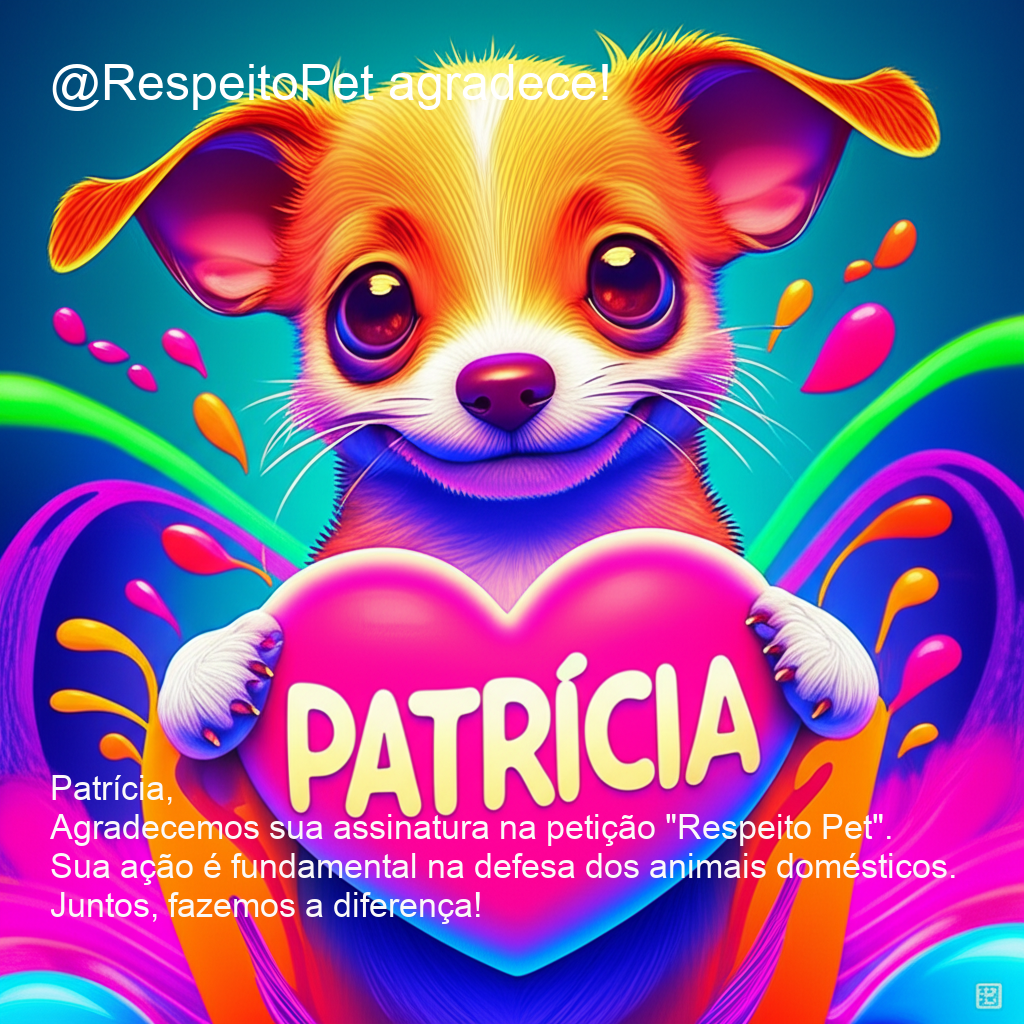 @RespeitoPet agradece!
PATRÍCIA
Patrícia,
Agradecemos sua assinatura na petição "Respeito Pet".
Sua ação é fundamental na defesa dos animais domésticos.
Juntos, fazemos a diferença!